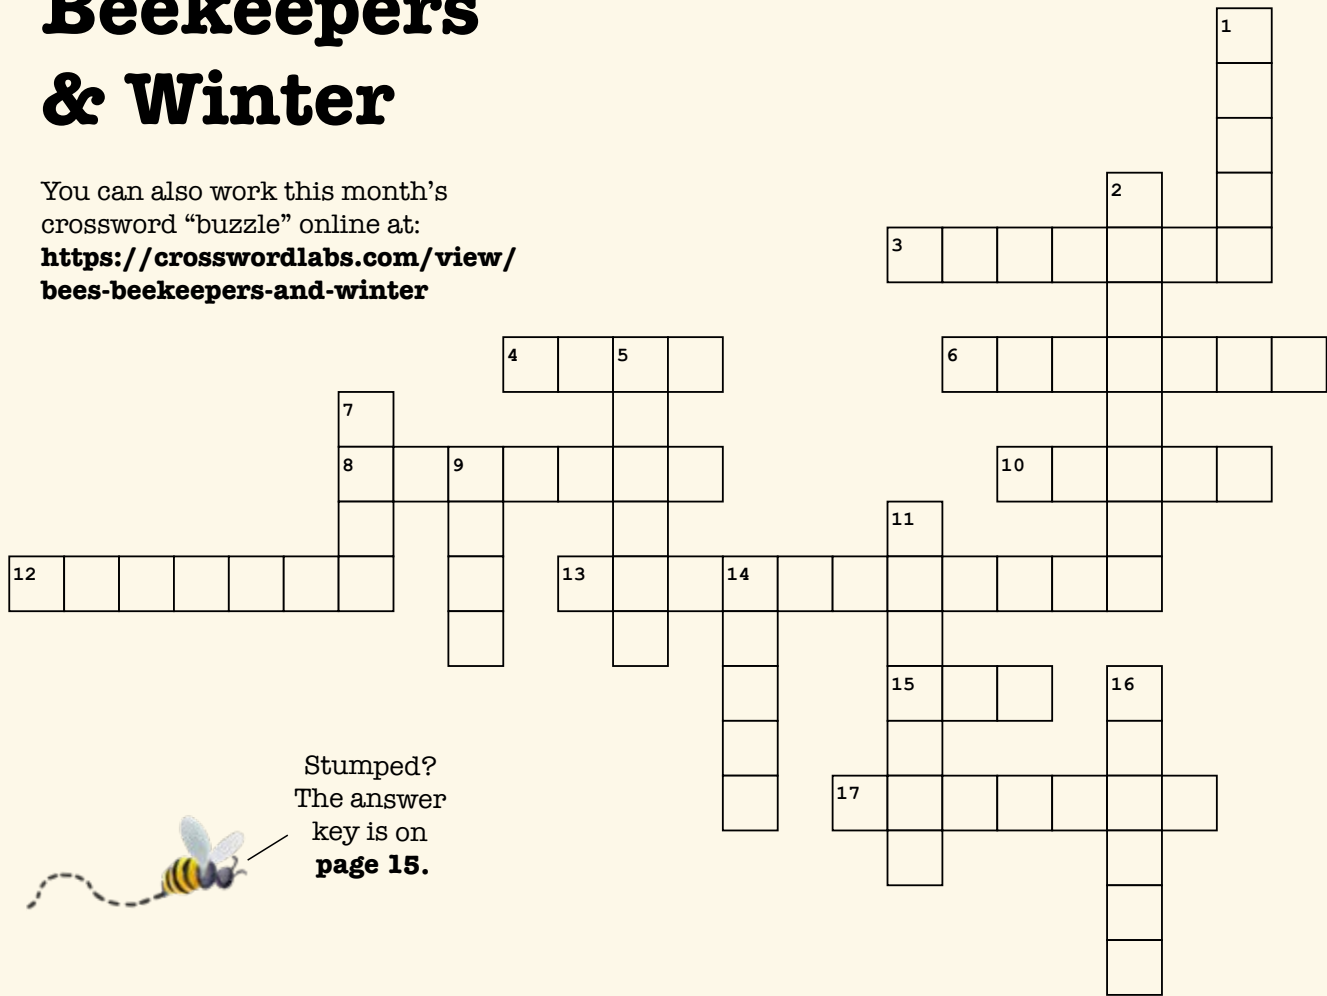 Beekeepers
& Winter
You can also work this month's
crossword “buzzle” online at:
https://crosswordlabs.com/view/
bees-beekeepers-and-winter
1
2
3
4
5
6
7
8
9
10
11
12
13
14
15
16
17
Stumped?
The answer
key is on
page 15.